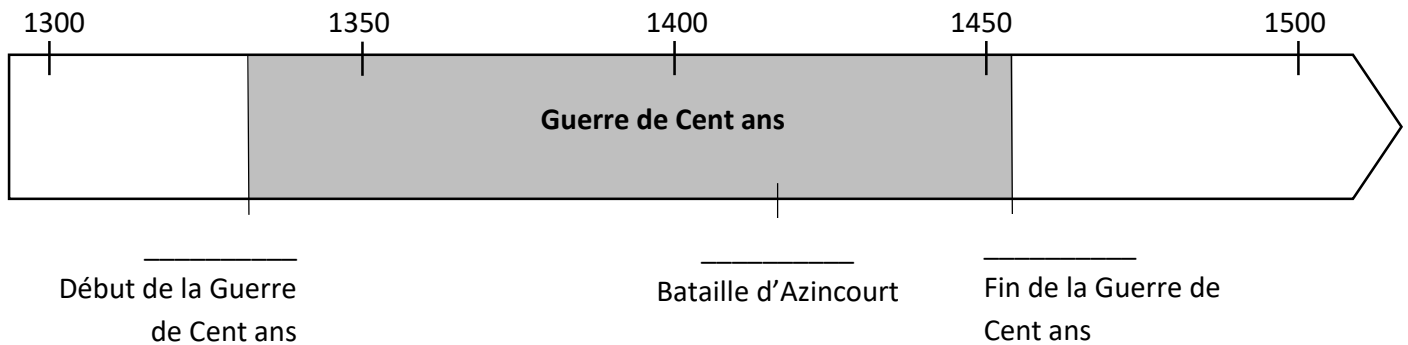 1300 1350 1400 1450 1500
Guerre de Cent ans
__________ __________ __________
Début de la Guerre
de Cent ans
Bataille d’Azincourt
Fin de la Guerre de
Cent ans